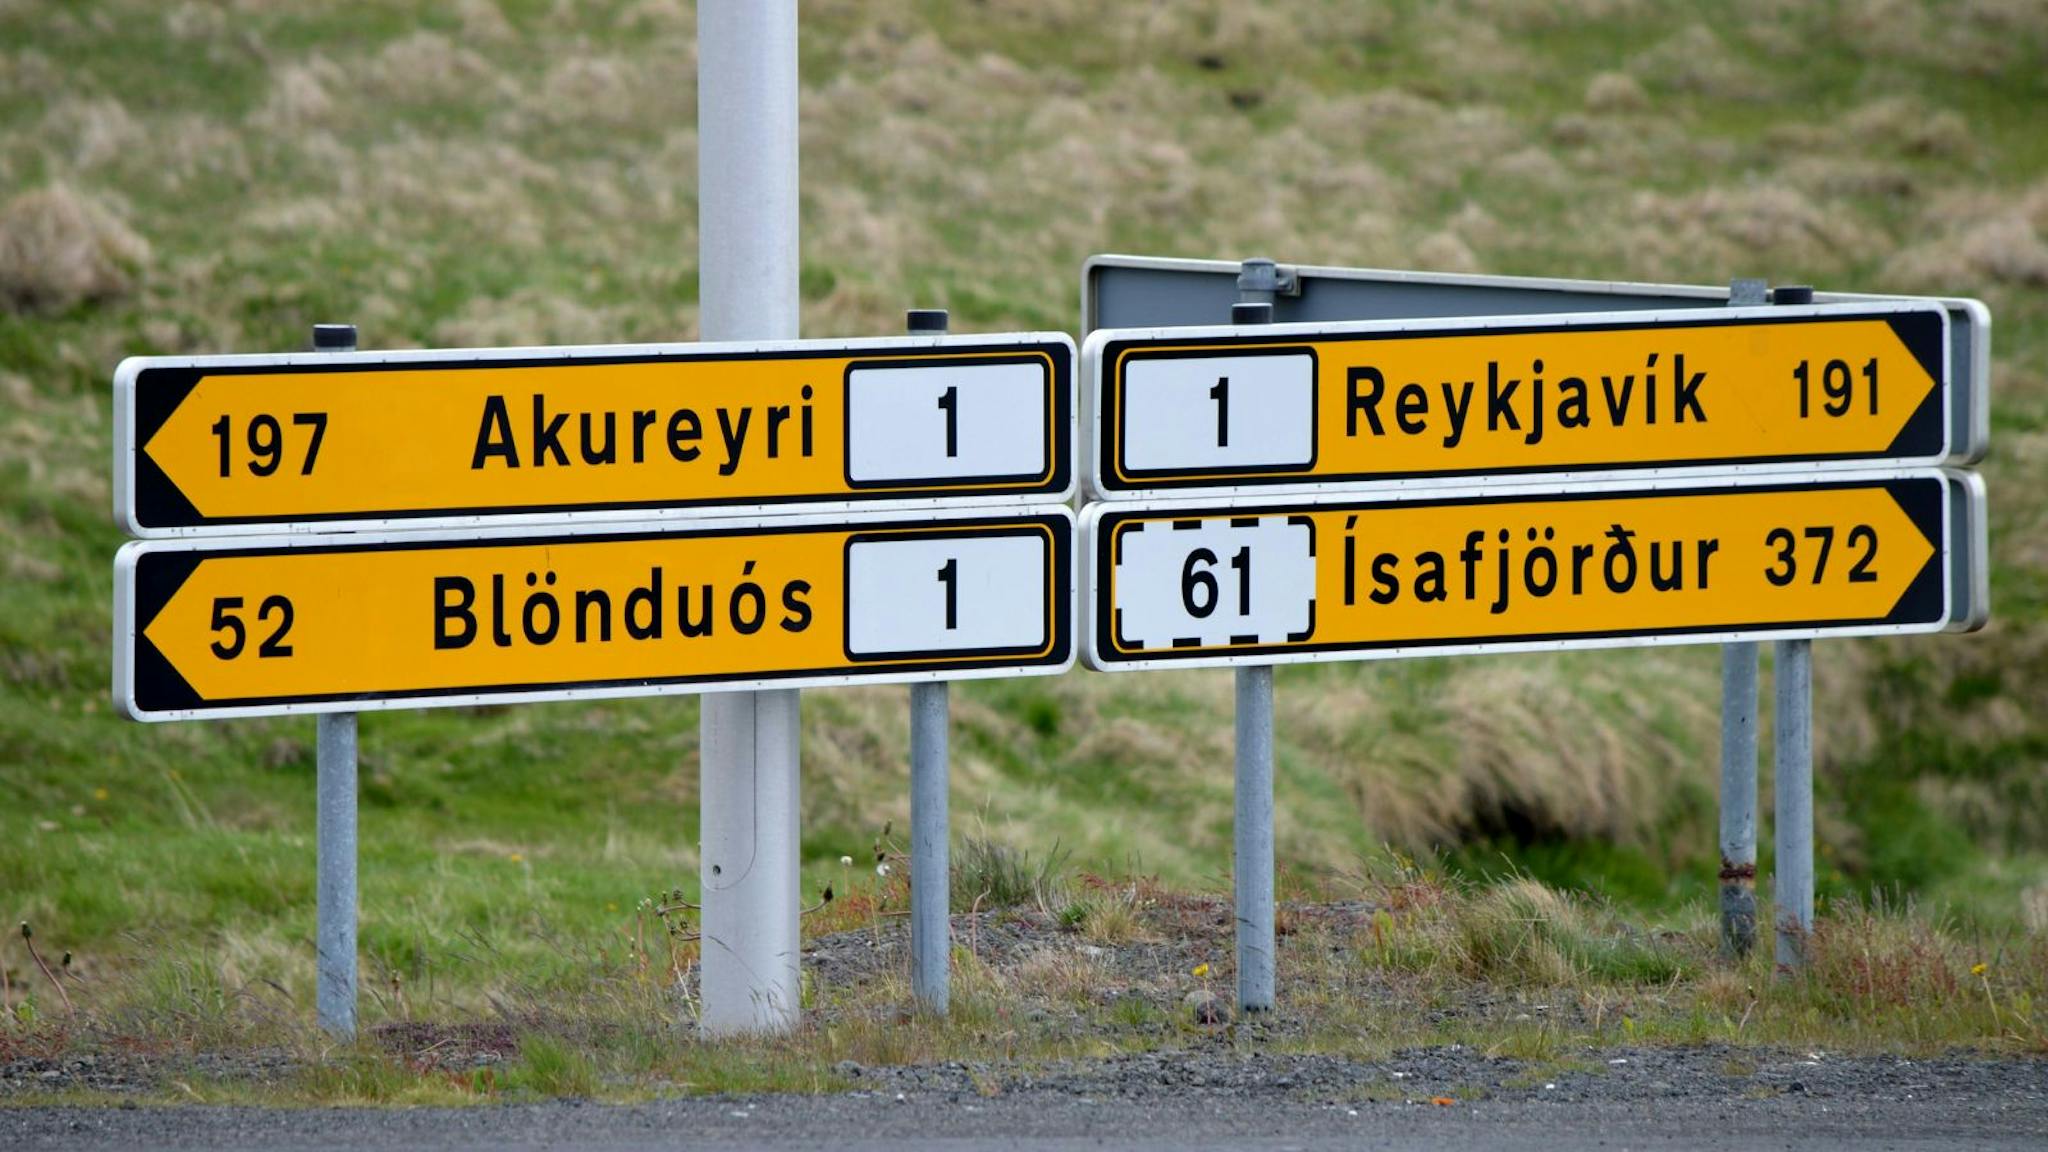 197 Akureyri 1
52 Blönduós 1
1 Reykjavík 191
61 Ísafjörður 372